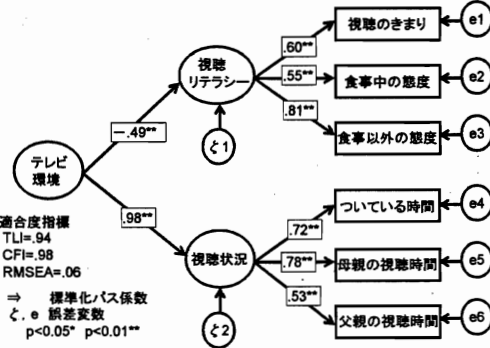 視聴のきまり
e1
.60**
視聴
リテラシー
.55**
食事中の態度
e2
.81**
食事以外の態度
e3
−.49**
ζ1
テレビ
環境
.98**
ついている時間
e4
.72**
視聴状況
.78**
母親の視聴時間
e5
.53**
父親の視聴時間
e6
ζ2
適合度指標
TLI=.94
CFI=.98
RMSEA=.06
⇒ 標準化パス係数
ζ, e 誤差変数
p<0.05* p<0.01**